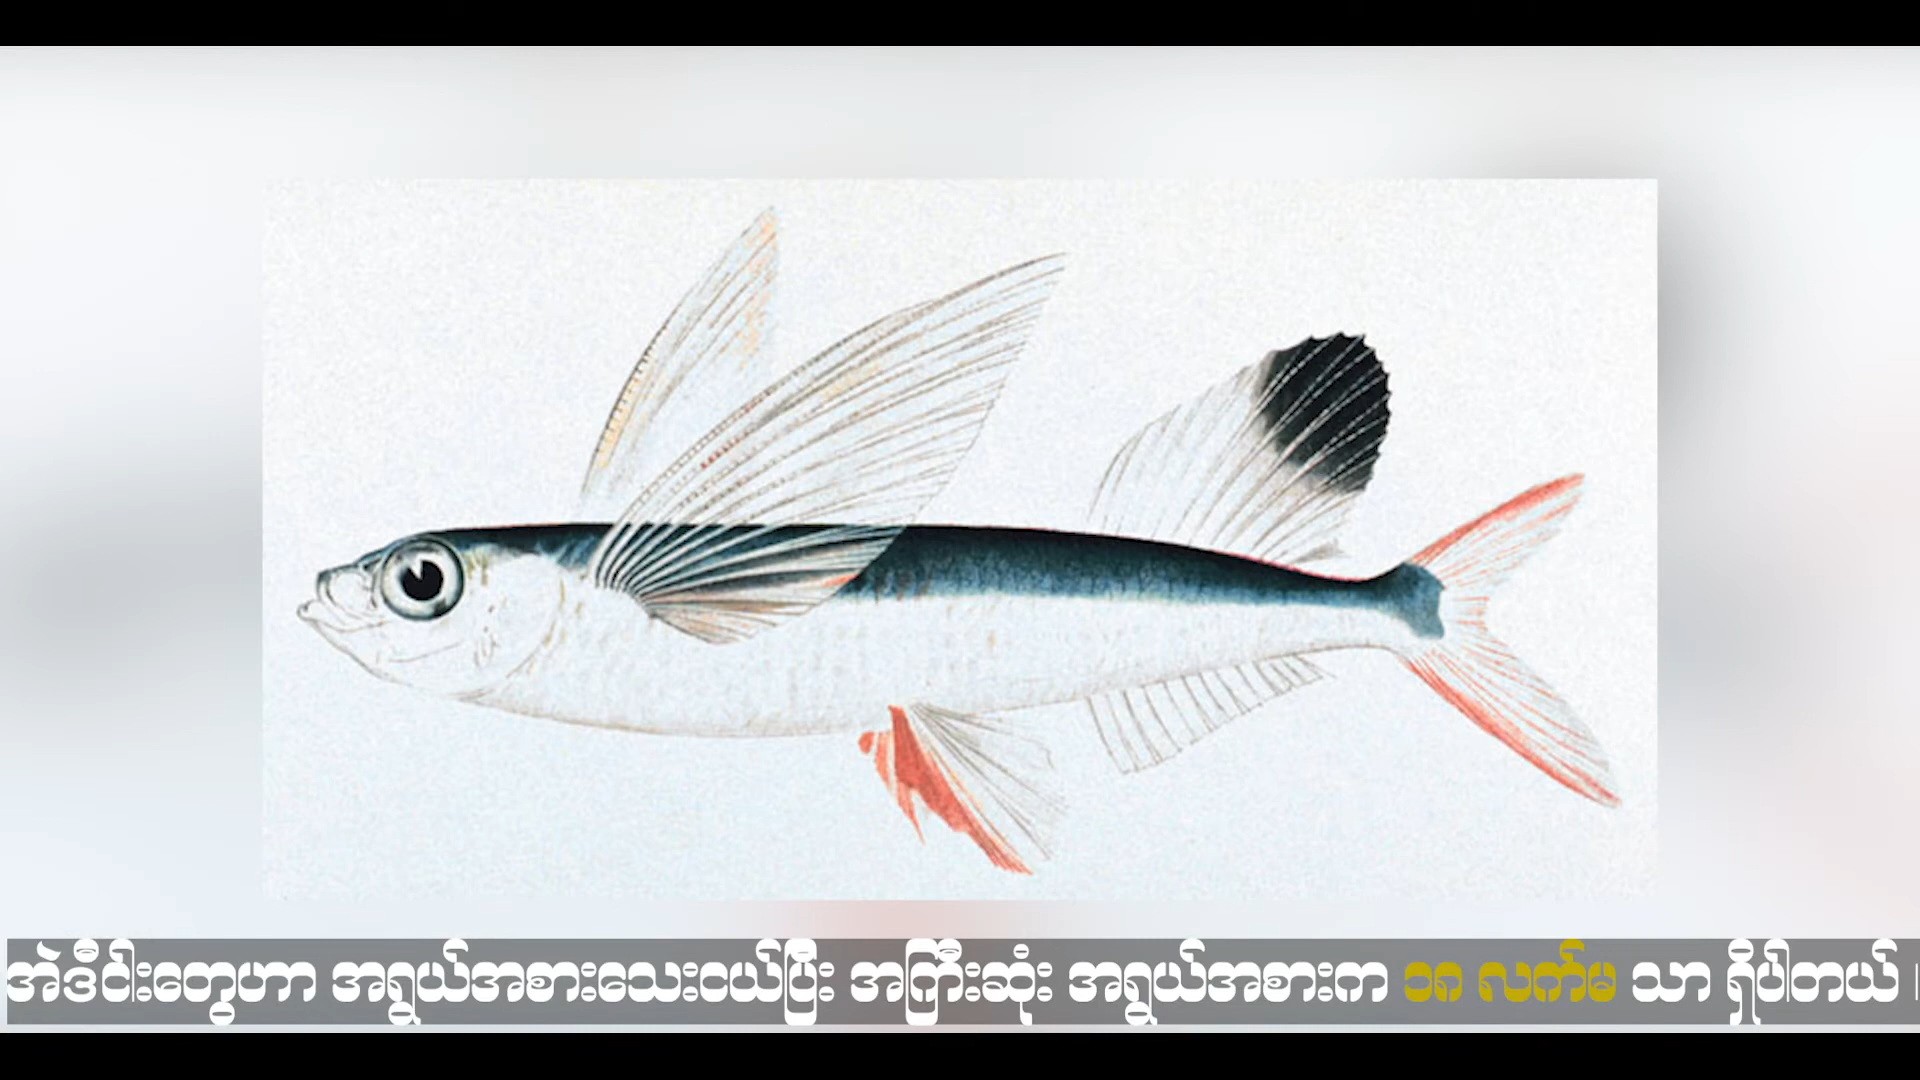 အဲဒီငါးတွေဟာ အရွယ်အစားသေးငယ်ပြီး အကြီးဆုံး အရွယ်အစားက ၁၈ လက်မ သာ ရှိပါတယ် ။